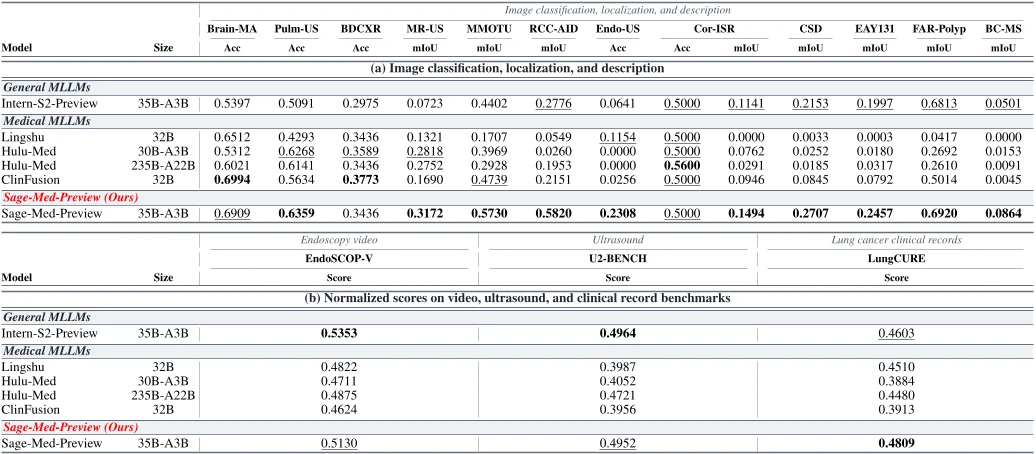 Image classification, localization, and description
Brain-MA Pulm-US BDCXR MR-US MMOTU RCC-AID Endo-US Cor-ISR CSD EAY131 FAR-Polyp BC-MS
Model Size Acc Acc Acc mIoU mIoU mIoU Acc Acc mIoU mIoU mIoU mIoU mIoU
(a) Image classification, localization, and description
General MLLMs
Intern-S2-Preview 35B-A3B 0.5397 0.5091 0.2975 0.0723 0.4402 0.2776 0.0641 0.5000 0.1141 0.2153 0.1997 0.6813 0.0501
Medical MLLMs
Lingshu 32B 0.6512 0.4293 0.3436 0.1321 0.1707 0.0549 0.1154 0.5000 0.0000 0.0033 0.0003 0.0417 0.0000
Hulu-Med 30B-A3B 0.5312 0.6268 0.3589 0.2818 0.3969 0.0260 0.0000 0.5000 0.0762 0.0252 0.0180 0.2692 0.0153
Hulu-Med 235B-A22B 0.6021 0.6141 0.3436 0.2752 0.2928 0.1953 0.0000 0.5600 0.0291 0.0185 0.0317 0.2610 0.0091
ClinFusion 32B 0.6994 0.5634 0.3773 0.1690 0.4739 0.2151 0.0256 0.5000 0.0946 0.0845 0.0792 0.5014 0.0045
Sage-Med-Preview (Ours)
Sage-Med-Preview 35B-A3B 0.6909 0.6359 0.3436 0.3172 0.5730 0.5820 0.2308 0.5000 0.1494 0.2707 0.2457 0.6920 0.0864
Endoscopy video Ultrasound Lung cancer clinical records
EndoSCOP-V U2-BENCH LungCURE
Model Size Score Score Score
(b) Normalized scores on video, ultrasound, and clinical record benchmarks
General MLLMs
Intern-S2-Preview 35B-A3B 0.5353 0.4964 0.4603
Medical MLLMs
Lingshu 32B 0.4822 0.3987 0.4510
Hulu-Med 30B-A3B 0.4711 0.4052 0.3884
Hulu-Med 235B-A22B 0.4875 0.4721 0.4480
ClinFusion 32B 0.4624 0.3956 0.3913
Sage-Med-Preview (Ours)
Sage-Med-Preview 35B-A3B 0.5130 0.4952 0.4809